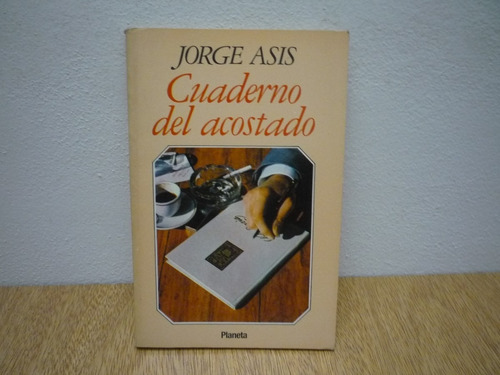 JORGE ASIS
Cuaderno
del acostado
Planeta